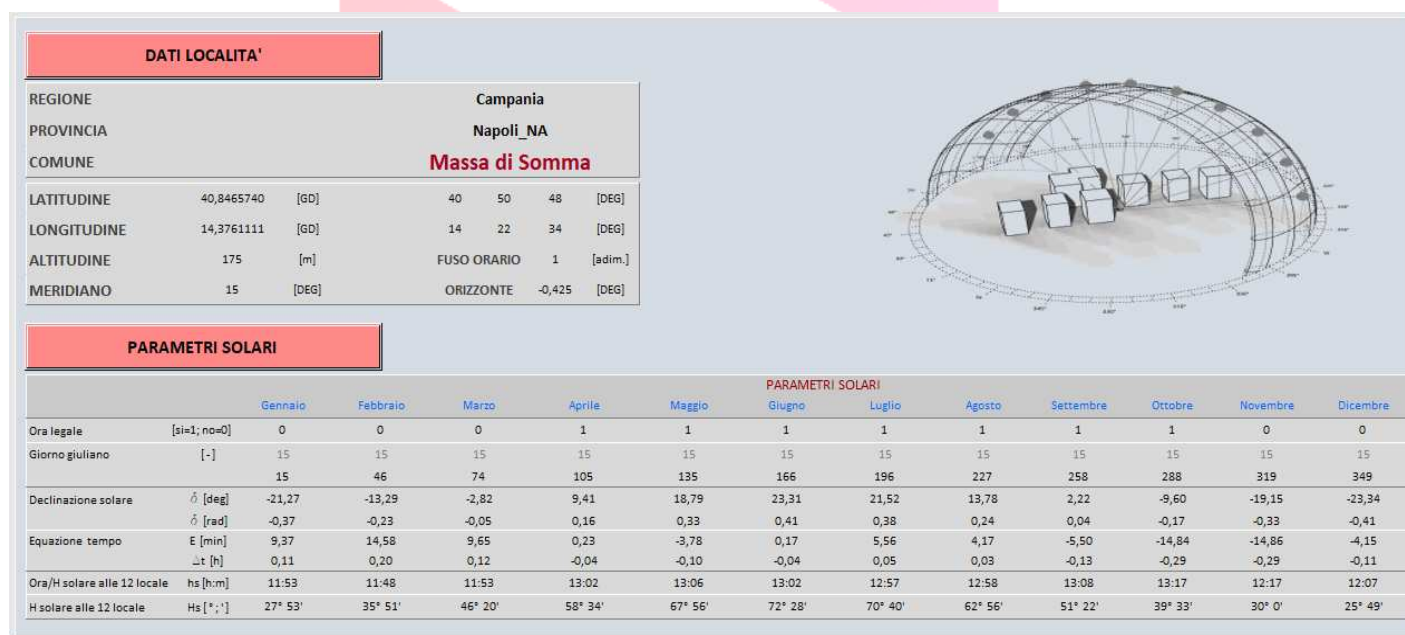 DATI LOCALITA'
REGIONE Campania
PROVINCIA Napoli_NA
COMUNE Massa di Somma
LATITUDINE 40,8465740 [GD] 40 50 48 [DEG]
LONGITUDINE 14,3761111 [GD] 14 22 34 [DEG]
ALTITUDINE 175 [m] FUSO ORARIO 1 [adim.]
MERIDIANO 15 [DEG] ORIZZONTE -0,425 [DEG]
PARAMETRI SOLARI
PARAMETRI SOLARI
Gennaio Febbraio Marzo Aprile Maggio Giugno Luglio Agosto Settembre Ottobre Novembre Dicembre
Ora legale [si=1; no=0] 0 0 0 1 1 1 1 1 1 1 0 0
Giorno giuliano [-] 15 15 15 15 15 15 15 15 15 15 15 15
15 46 74 105 135 166 196 227 258 288 319 349
Declinazione solare δ [deg] -21,27 -13,29 -2,82 9,41 18,79 23,31 21,52 13,78 2,22 -9,60 -19,15 -23,34
δ [rad] -0,37 -0,23 -0,05 0,16 0,33 0,41 0,38 0,24 0,04 -0,17 -0,33 -0,41
Equazione tempo E [min] 9,37 14,58 9,65 0,23 -3,78 0,17 5,56 4,17 -5,50 -14,84 -14,86 -4,15
Δt [h] 0,11 0,20 0,12 -0,04 -0,10 -0,04 0,05 0,03 -0,13 -0,29 -0,29 -0,11
Ora/H solare alle 12 locale hs [h:m] 11:53 11:48 11:53 13:02 13:06 13:02 12:57 12:58 13:08 13:17 12:17 12:07
H solare alle 12 locale Hs [°;'] 27° 53' 35° 51' 46° 20' 58° 34' 67° 56' 72° 28' 70° 40' 62° 56' 51° 22' 39° 33' 30° 0' 25° 49'